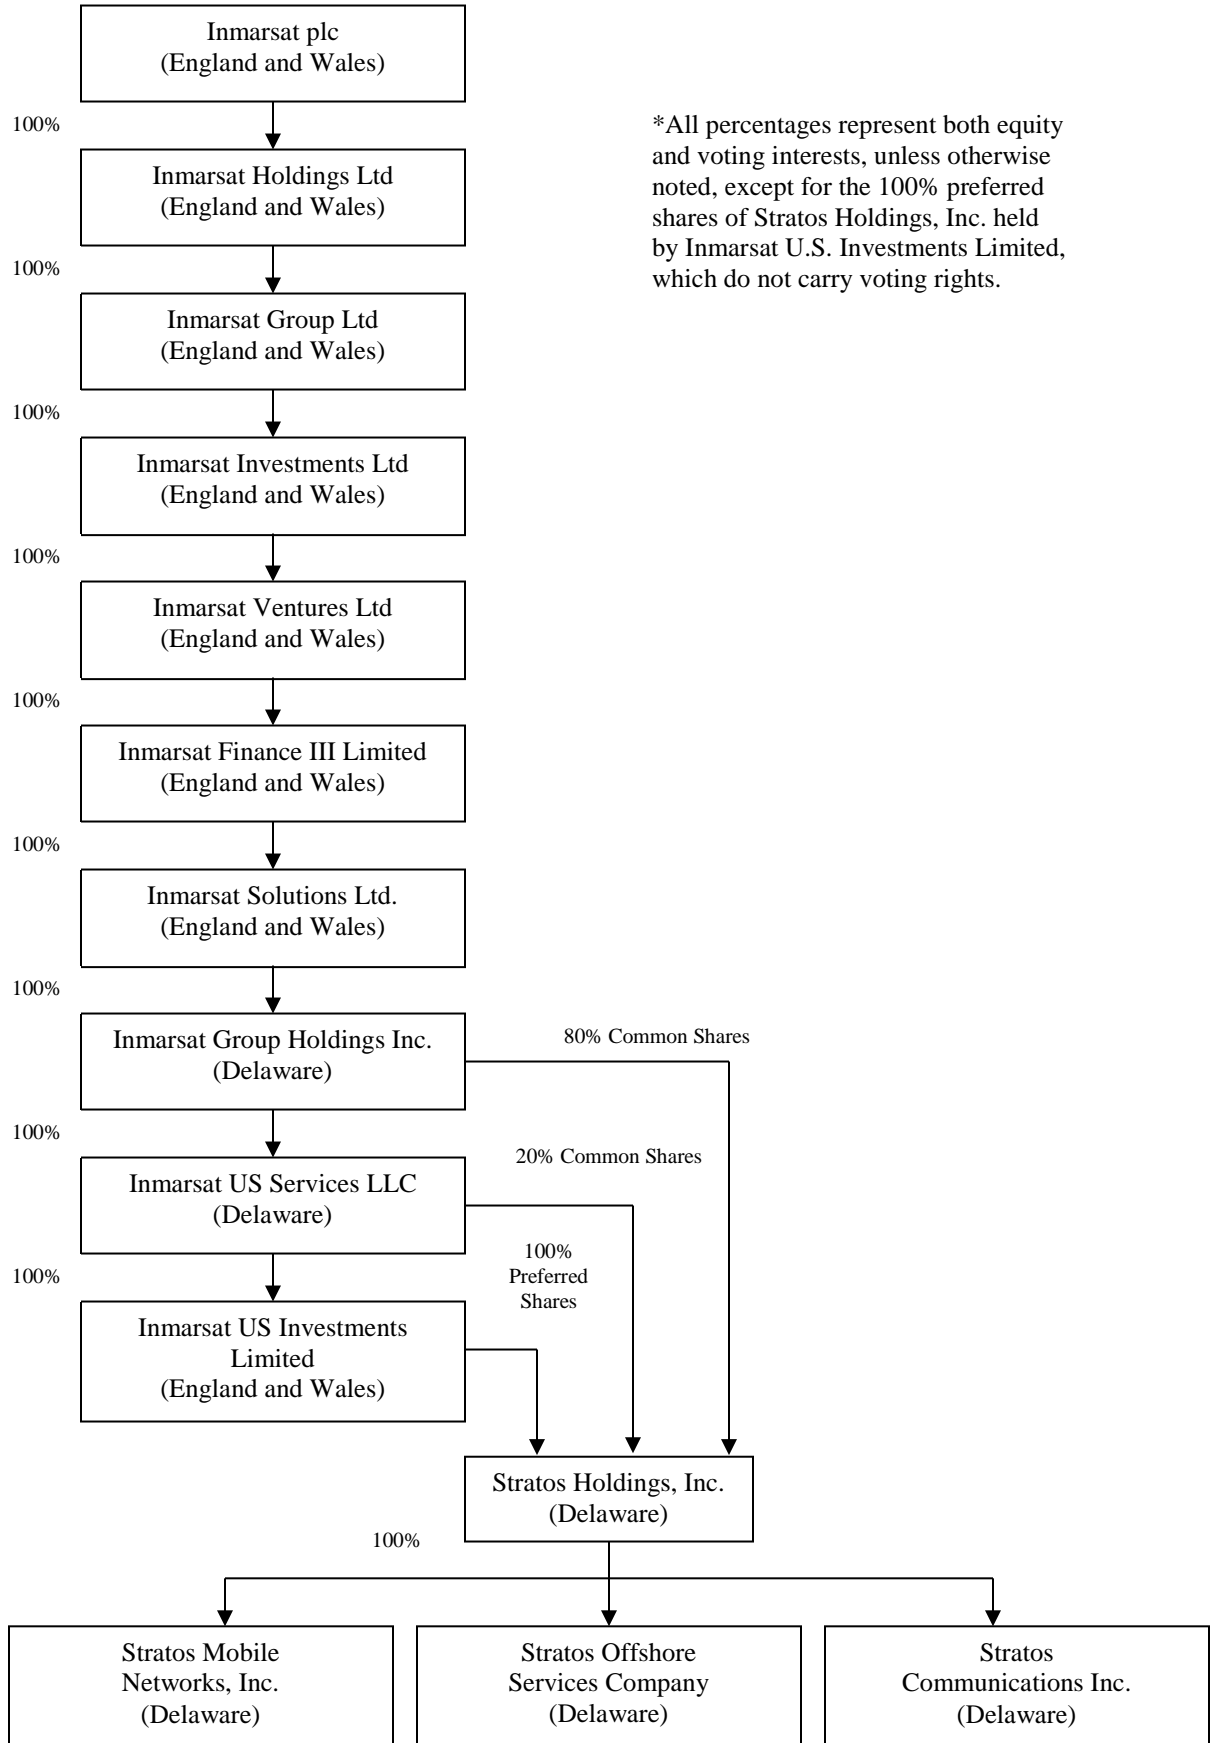 Inmarsat plc
(England and Wales)
100%
*All percentages represent both equity
and voting interests, unless otherwise
noted, except for the 100% preferred
shares of Stratos Holdings, Inc. held
by Inmarsat U.S. Investments Limited,
which do not carry voting rights.
Inmarsat Holdings Ltd
(England and Wales)
100%
Inmarsat Group Ltd
(England and Wales)
100%
Inmarsat Investments Ltd
(England and Wales)
100%
Inmarsat Ventures Ltd
(England and Wales)
100%
Inmarsat Finance III Limited
(England and Wales)
100%
Inmarsat Solutions Ltd.
(England and Wales)
100%
Inmarsat Group Holdings Inc.
(Delaware)
80% Common Shares
100%
Inmarsat US Services LLC
(Delaware)
20% Common Shares
100%
Inmarsat US Investments
Limited
(England and Wales)
100%
Preferred
Shares
Stratos Holdings, Inc.
(Delaware)
100%
Stratos Mobile
Networks, Inc.
(Delaware)
Stratos Offshore
Services Company
(Delaware)
Stratos
Communications Inc.
(Delaware)